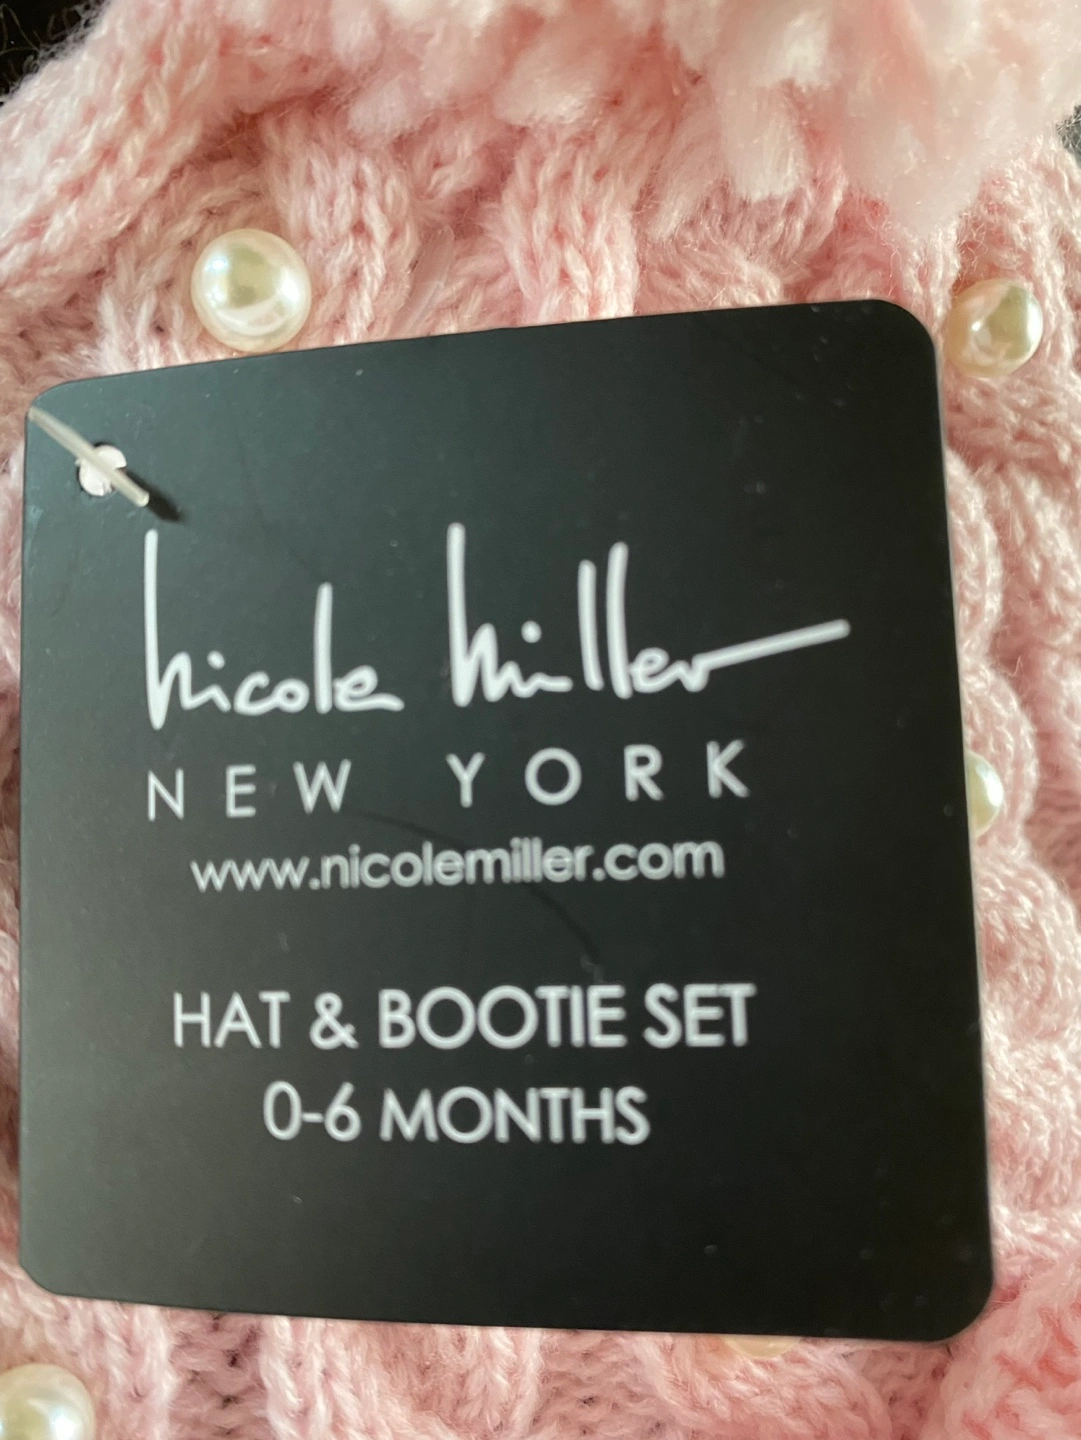 nicole miller
NEW YORK
www.nicolemiller.com
HAT & BOOTIE SET
0-6 MONTHS